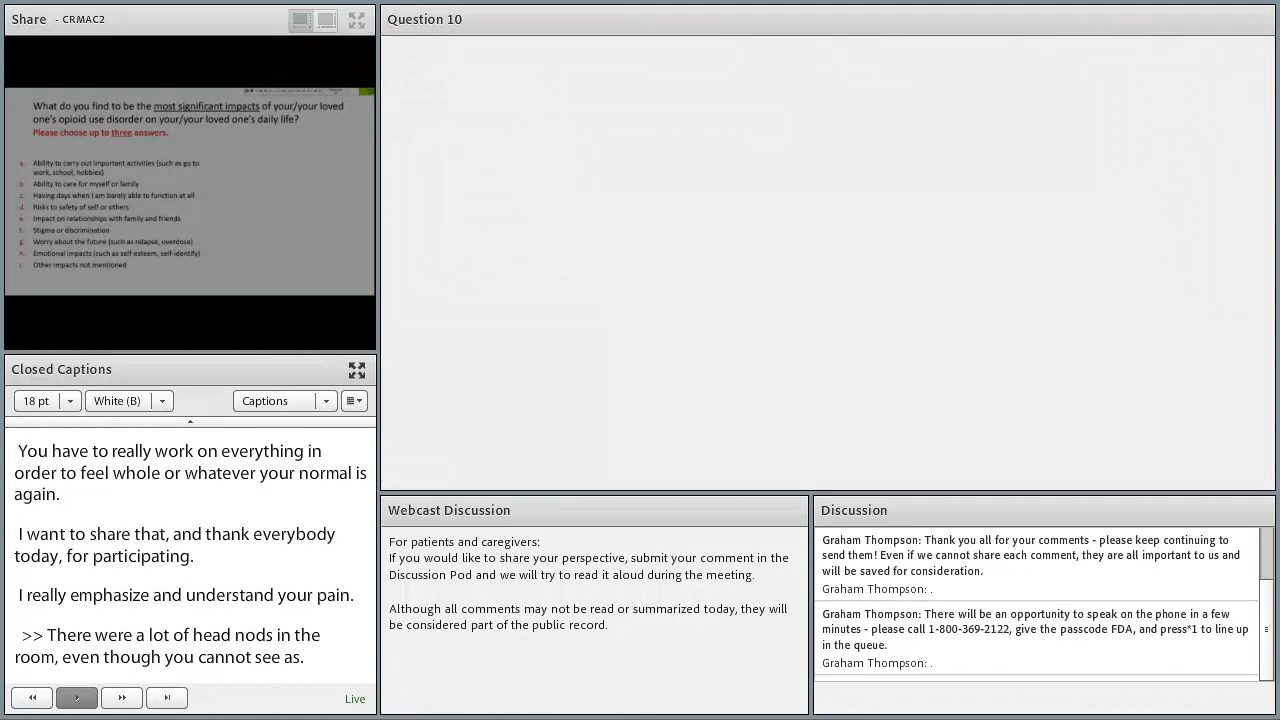 Share - CRMAC2
What do you find to be the most significant impacts of your/your loved
one's opioid use disorder on your/your loved one's daily life?
Please choose up to three answers.
a. Ability to carry out important activities (such as go to
work, school, hobbies)
b. Ability to care for myself or family
c. Having days when I am barely able to function at all
d. Risks to safety of self or others
e. Impact on relationships with family and friends
f. Stigma or discrimination
g. Worry about the future (such as relapse, overdose)
h. Emotional impacts (such as self-esteem, self-identify)
i. Other impacts not mentioned
Closed Captions
18 pt
White (B)
Captions
You have to really work on everything in
order to feel whole or whatever your normal is
again.
I want to share that, and thank everybody
today, for participating.
I really emphasize and understand your pain.
>> There were a lot of head nods in the
room, even though you cannot see as.
Live
Question 10
Webcast Discussion
For patients and caregivers:
If you would like to share your perspective, submit your comment in the
Discussion Pod and we will try to read it aloud during the meeting.
Although all comments may not be read or summarized today, they will
be considered part of the public record.
Discussion
Graham Thompson: Thank you all for your comments - please keep continuing to
send them! Even if we cannot share each comment, they are all important to us and
will be saved for consideration.
Graham Thompson: .
Graham Thompson: There will be an opportunity to speak on the phone in a few
minutes - please call 1-800-369-2122, give the passcode FDA, and press*1 to line up
in the queue.
Graham Thompson: .